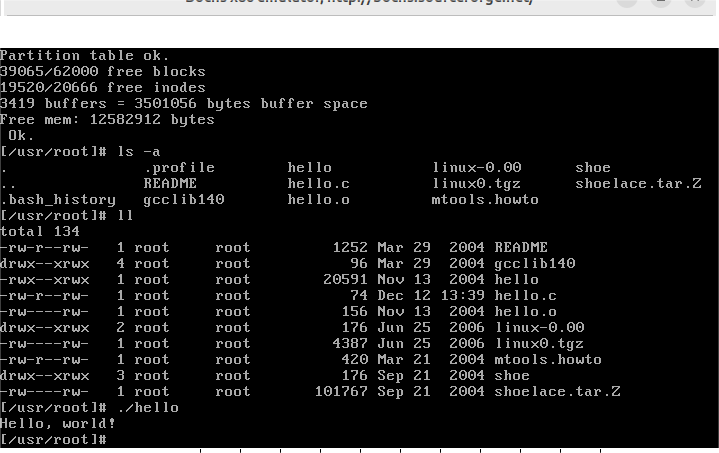 Partition table ok.
39065/62000 free blocks
19520/20666 free inodes
3419 buffers = 3501056 bytes buffer space
Free mem: 12582912 bytes
 Ok.
[/usr/root]# ls -a
.                .profile         hello            linux-0.00       shoe
..               README           hello.c          linux0.tgz       shoelace.tar.Z
.bash_history    gcclib140        hello.o          mtools.howto
[/usr/root]# ll
total 134
-rw-r--rw-   1 root     root         1252 Mar 29  2004 README
drwx--xrwx   4 root     root           96 Mar 29  2004 gcclib140
-rwx--xrwx   1 root     root        20591 Nov 13  2004 hello
-rw-r--rw-   1 root     root           74 Dec 12 13:39 hello.c
-rw-r--rw-   1 root     root          156 Nov 13  2004 hello.o
drwx--xrwx   2 root     root          176 Jun 25  2006 linux-0.00
-rw----rw-   1 root     root         4387 Jun 25  2006 linux0.tgz
-rw-r--rw-   1 root     root          420 Mar 21  2004 mtools.howto
drwx--xrwx   3 root     root          176 Sep 21  2004 shoe
-rw----rw-   1 root     root       101767 Sep 21  2004 shoelace.tar.Z
[/usr/root]# ./hello
Hello, world!
[/usr/root]#